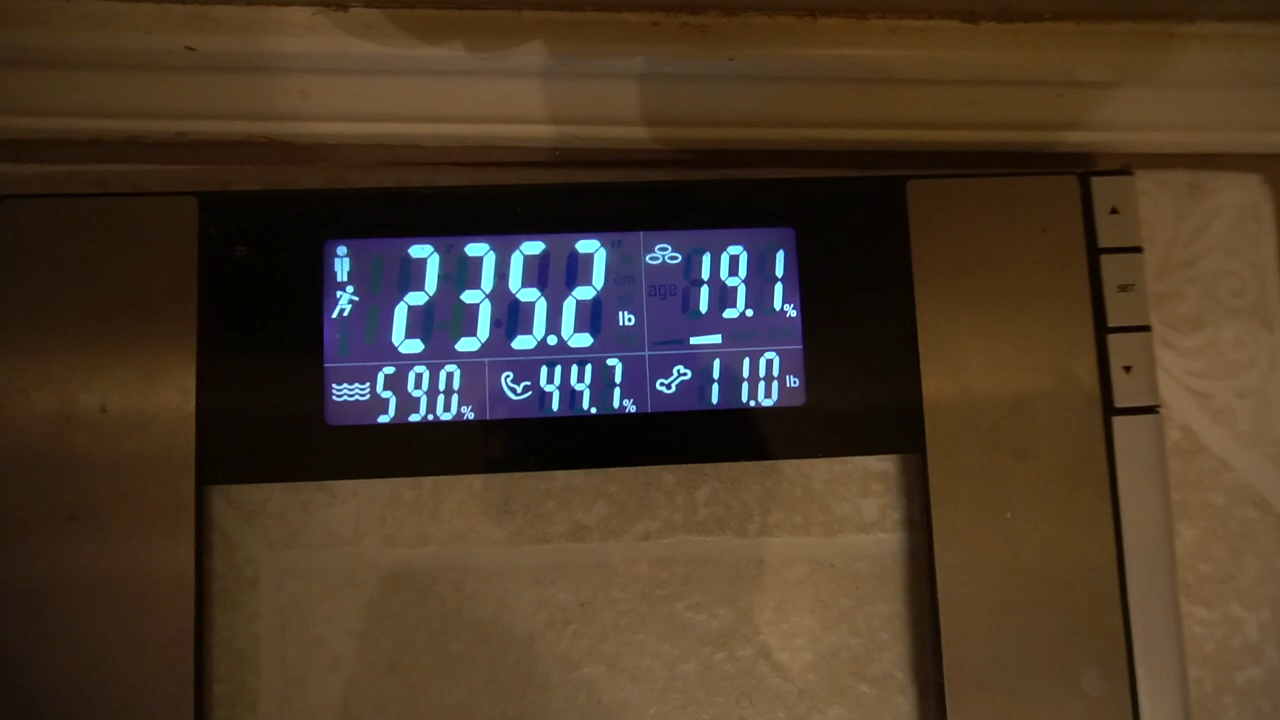 235.2 lb
age
19.1 %
59.0 %
44.7 %
11.0 lb
SET